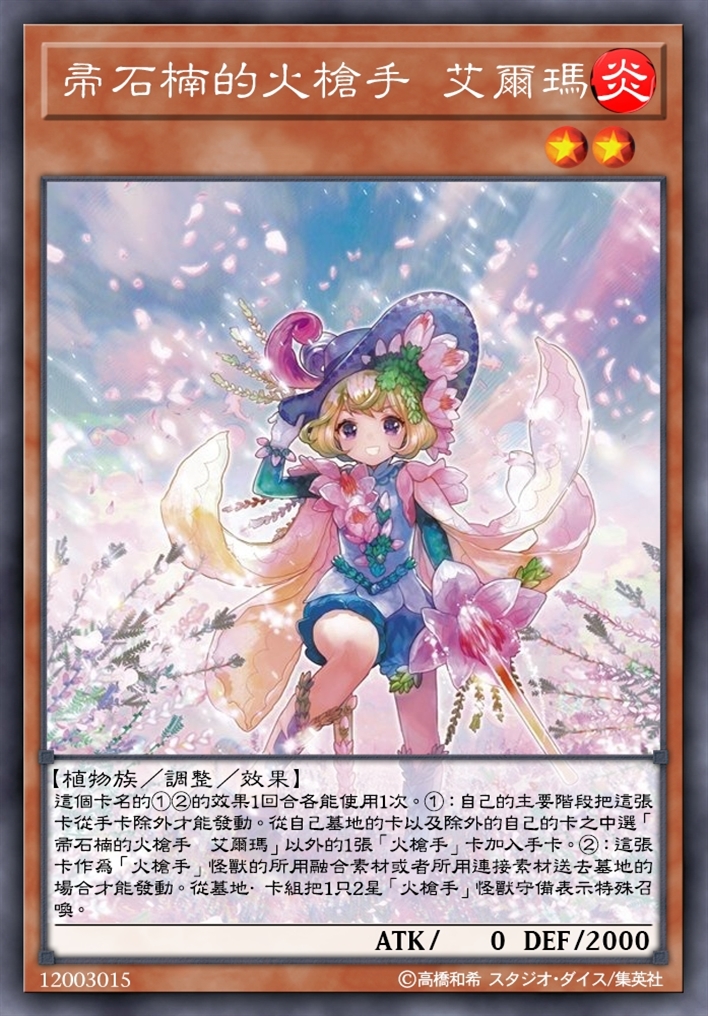 帚石楠的火槍手 艾爾瑪
炎
【植物族／調整／效果】
這個卡名的①②的效果1回合各能使用1次。①：自己的主要階段把這張
卡從手卡除外才能發動。從自己墓地的卡以及除外的自己的卡之中選「
帚石楠的火槍手 艾爾瑪」以外的1張「火槍手」卡加入手卡。②：這張
卡作為「火槍手」怪獸的所用融合素材或者所用連接素材送去墓地的
場合才能發動。從墓地·卡組把1只2星「火槍手」怪獸守備表示特殊召
喚。
ATK/ 0 DEF/2000
12003015
©高橋和希 スタジオ・ダイス/集英社